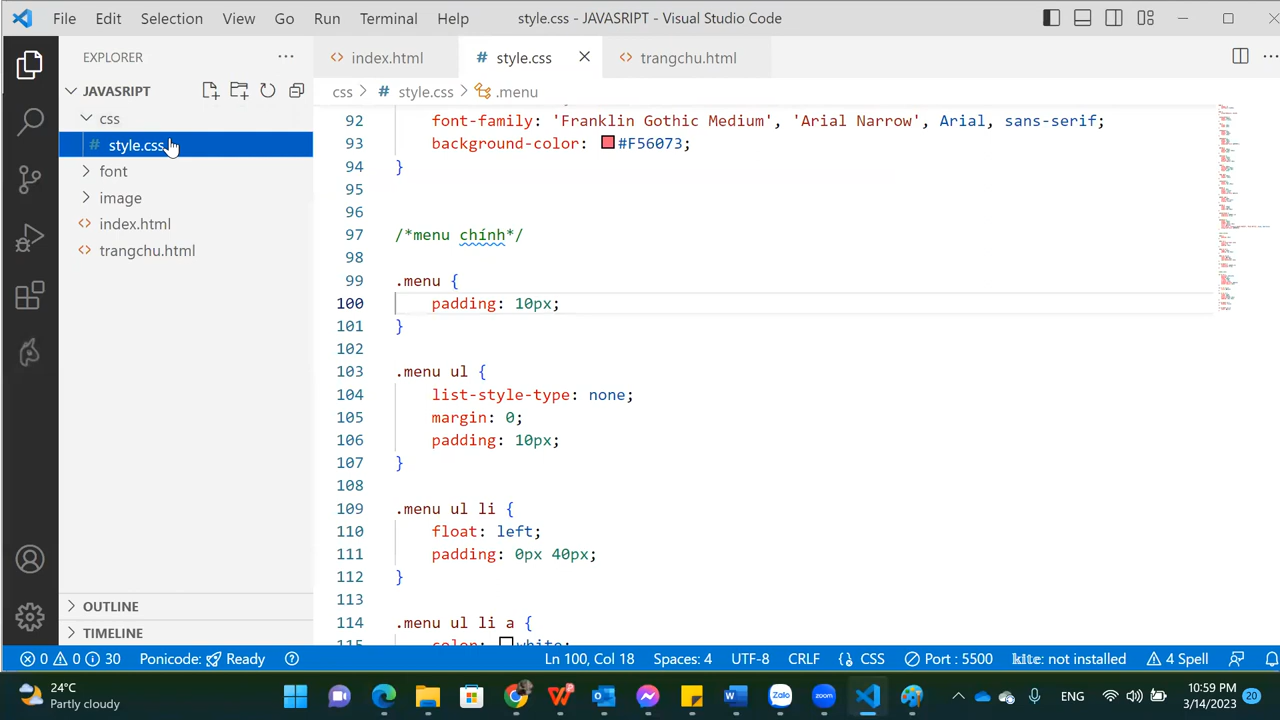 File Edit Selection View Go Run Terminal Help style.css - JAVASRIPT - Visual Studio Code
EXPLORER
JAVASRIPT
css
# style.css
font
image
<> index.html
<> trangchu.html
OUTLINE
TIMELINE
<> index.html # style.css <> trangchu.html
css > # style.css > .menu
92 font-family: 'Franklin Gothic Medium', 'Arial Narrow', Arial, sans-serif;
93 background-color: #F56073;
94 }
95
96
97 /*menu chinh*/
98
99 .menu {
100 padding: 10px;
101 }
102
103 .menu ul {
104 list-style-type: none;
105 margin: 0;
106 padding: 10px;
107 }
108
109 .menu ul li {
110 float: left;
111 padding: 0px 40px;
112 }
113
114 .menu ul li a {
115 color: white;
0 0 30 Ponicode: Ready Ln 100, Col 18 Spaces: 4 UTF-8 CRLF {} CSS Port : 5500 kite: not installed 4 Spell
24°C
Partly cloudy
Zalo zoom
ENG
10:59 PM
3/14/2023
20